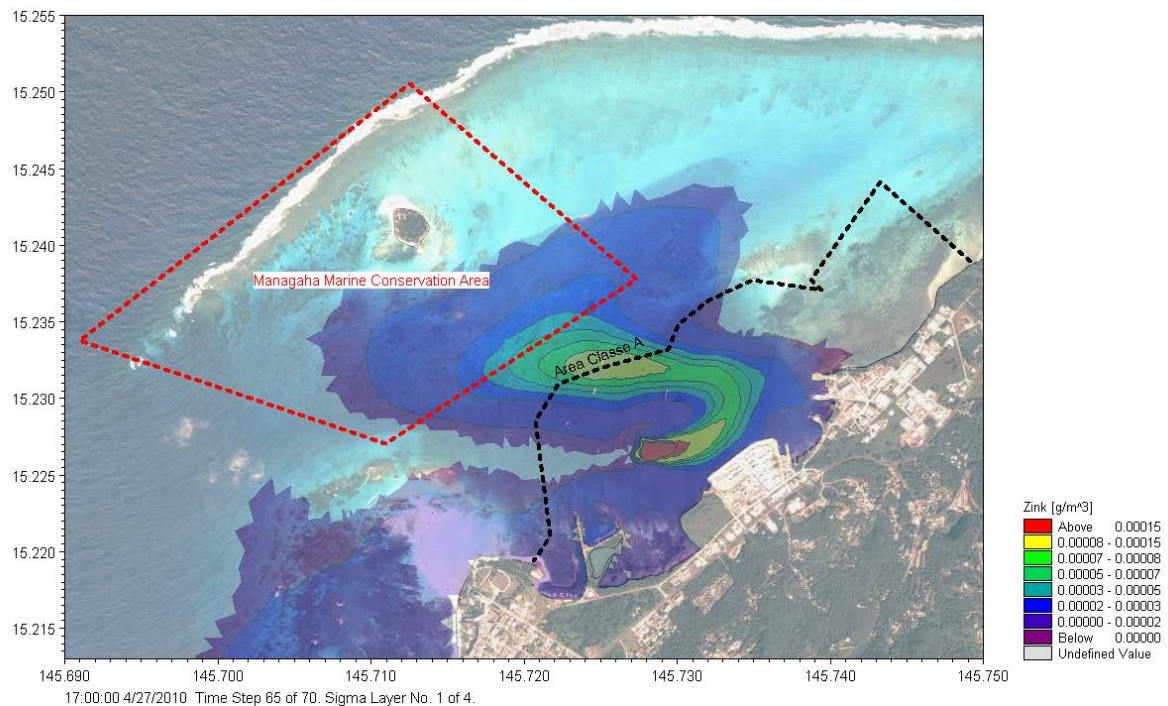 15.255
15.250
15.245
15.240
15.235
15.230
15.225
15.220
15.215
Managaha Marine Conservation Area
Area Classe A
145.690 145.700 145.710 145.720 145.730 145.740 145.750
17:00:00 4/27/2010 Time Step 65 of 70. Sigma Layer No. 1 of 4.
Zink [g/m^3]
Above 0.00015
0.00008 - 0.00015
0.00007 - 0.00008
0.00005 - 0.00007
0.00003 - 0.00005
0.00002 - 0.00003
0.00000 - 0.00002
Below 0.00000
Undefined Value